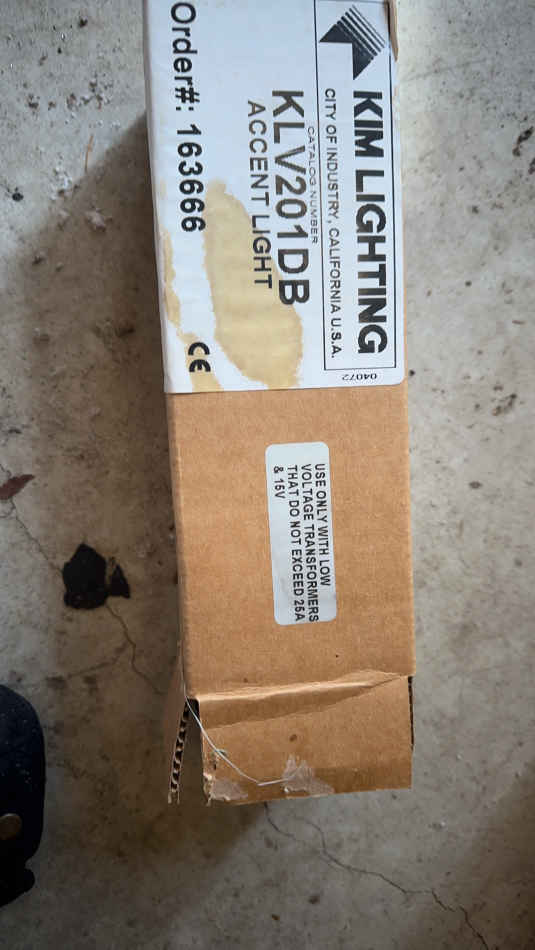 KIM LIGHTING
CITY OF INDUSTRY, CALIFORNIA U.S.A.
04072
CATALOG NUMBER
KLV201DB
ACCENT LIGHT
Order#: 163666
CE
USE ONLY WITH LOW
VOLTAGE TRANSFORMERS
THAT DO NOT EXCEED 25A
& 15V